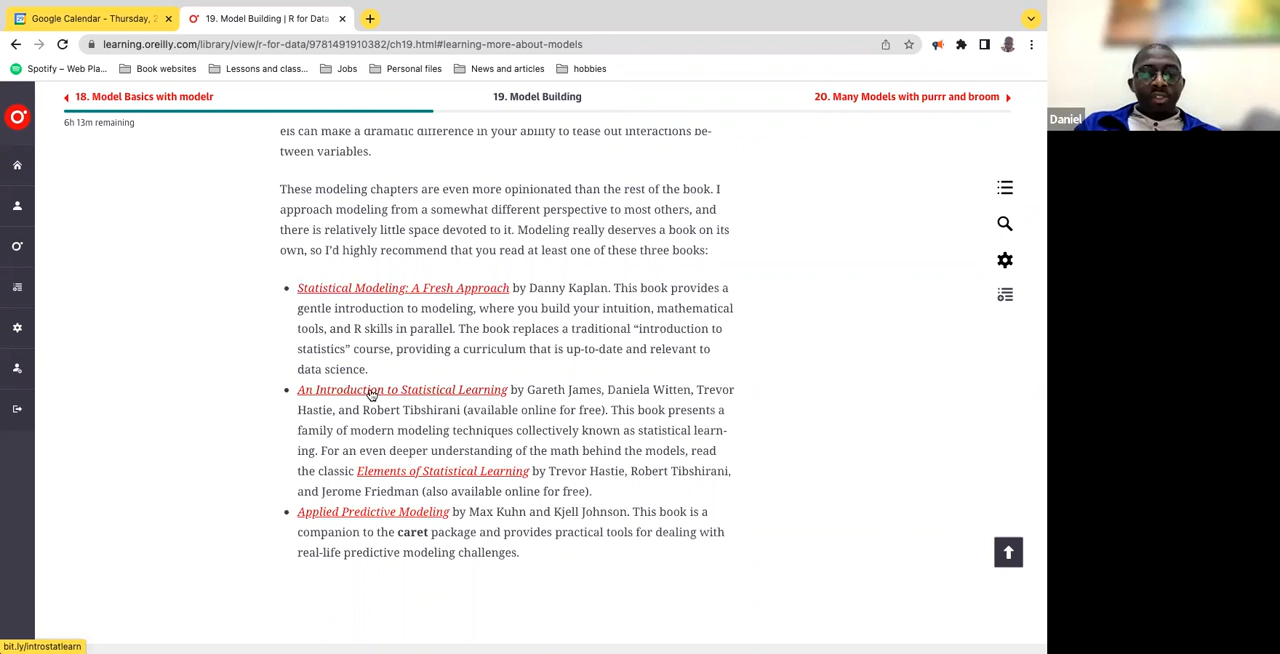 Google Calendar - Thursday, 2
19. Model Building | R for Data
learning.oreilly.com/library/view/r-for-data/9781491910382/ch19.html#learning-more-about-models
Spotify – Web Pla...
Book websites
Lessons and class...
Jobs
Personal files
News and articles
hobbies
18. Model Basics with modelr
19. Model Building
20. Many Models with purrr and broom
6h 13m remaining
els can make a dramatic difference in your ability to tease out interactions be-
tween variables.
These modeling chapters are even more opinionated than the rest of the book. I
approach modeling from a somewhat different perspective to most others, and
there is relatively little space devoted to it. Modeling really deserves a book on its
own, so I’d highly recommend that you read at least one of these three books:
• Statistical Modeling: A Fresh Approach by Danny Kaplan. This book provides a
gentle introduction to modeling, where you build your intuition, mathematical
tools, and R skills in parallel. The book replaces a traditional “introduction to
statistics” course, providing a curriculum that is up-to-date and relevant to
data science.
• An Introduction to Statistical Learning by Gareth James, Daniela Witten, Trevor
Hastie, and Robert Tibshirani (available online for free). This book presents a
family of modern modeling techniques collectively known as statistical learn-
ing. For an even deeper understanding of the math behind the models, read
the classic Elements of Statistical Learning by Trevor Hastie, Robert Tibshirani,
and Jerome Friedman (also available online for free).
• Applied Predictive Modeling by Max Kuhn and Kjell Johnson. This book is a
companion to the caret package and provides practical tools for dealing with
real-life predictive modeling challenges.
bit.ly/introstatlearn
Daniel